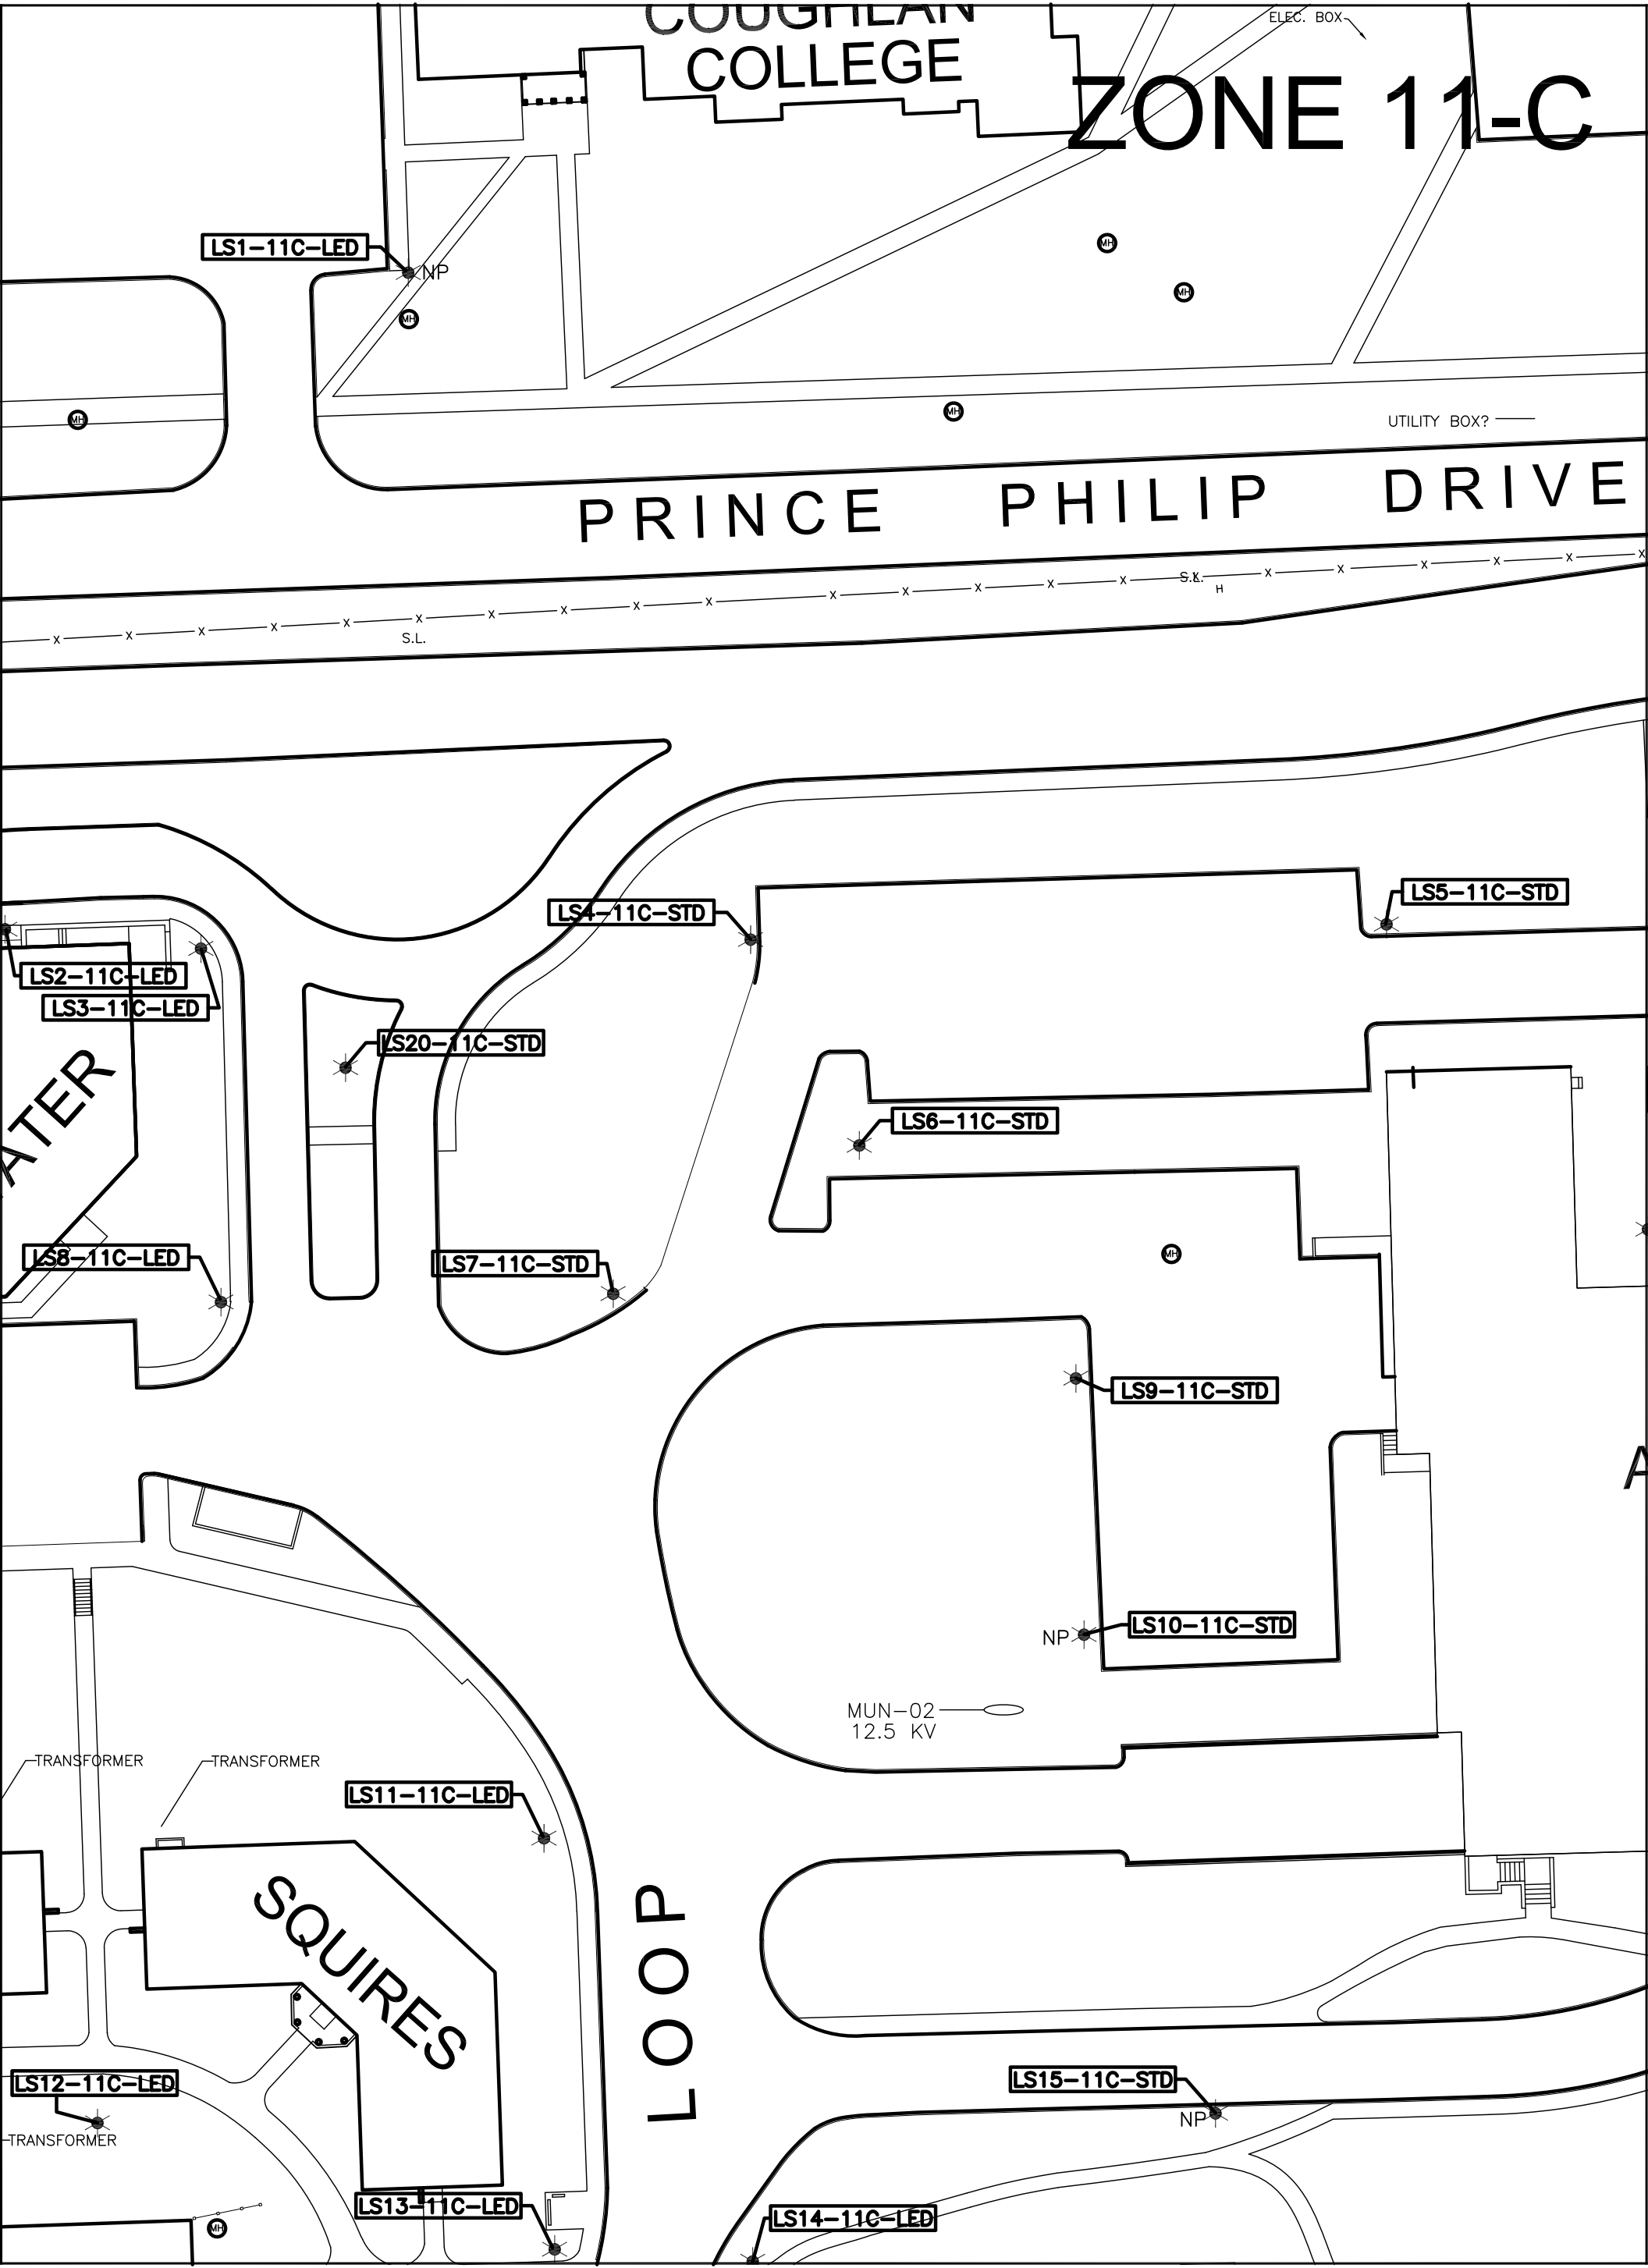 COUGHLAN
COLLEGE
ELEC. BOX
ZONE 11-C
LS1-11C-LED
NP
MH
MH
MH
MH
MH
UTILITY BOX?
PRINCE PHILIP DRIVE
S.L.
H
S.L.
LS4-11C-STD
LS5-11C-STD
LS2-11C-LED
LS3-11C-LED
LS20-11C-STD
ATER
LS6-11C-STD
LS8-11C-LED
LS7-11C-STD
MH
LS9-11C-STD
A
LS10-11C-STD
NP
MUN-02
12.5 KV
TRANSFORMER
TRANSFORMER
LS11-11C-LED
SQUIRES
LOOP
LS12-11C-LED
LS15-11C-STD
NP
TRANSFORMER
LS13-11C-LED
LS14-11C-LED
MH